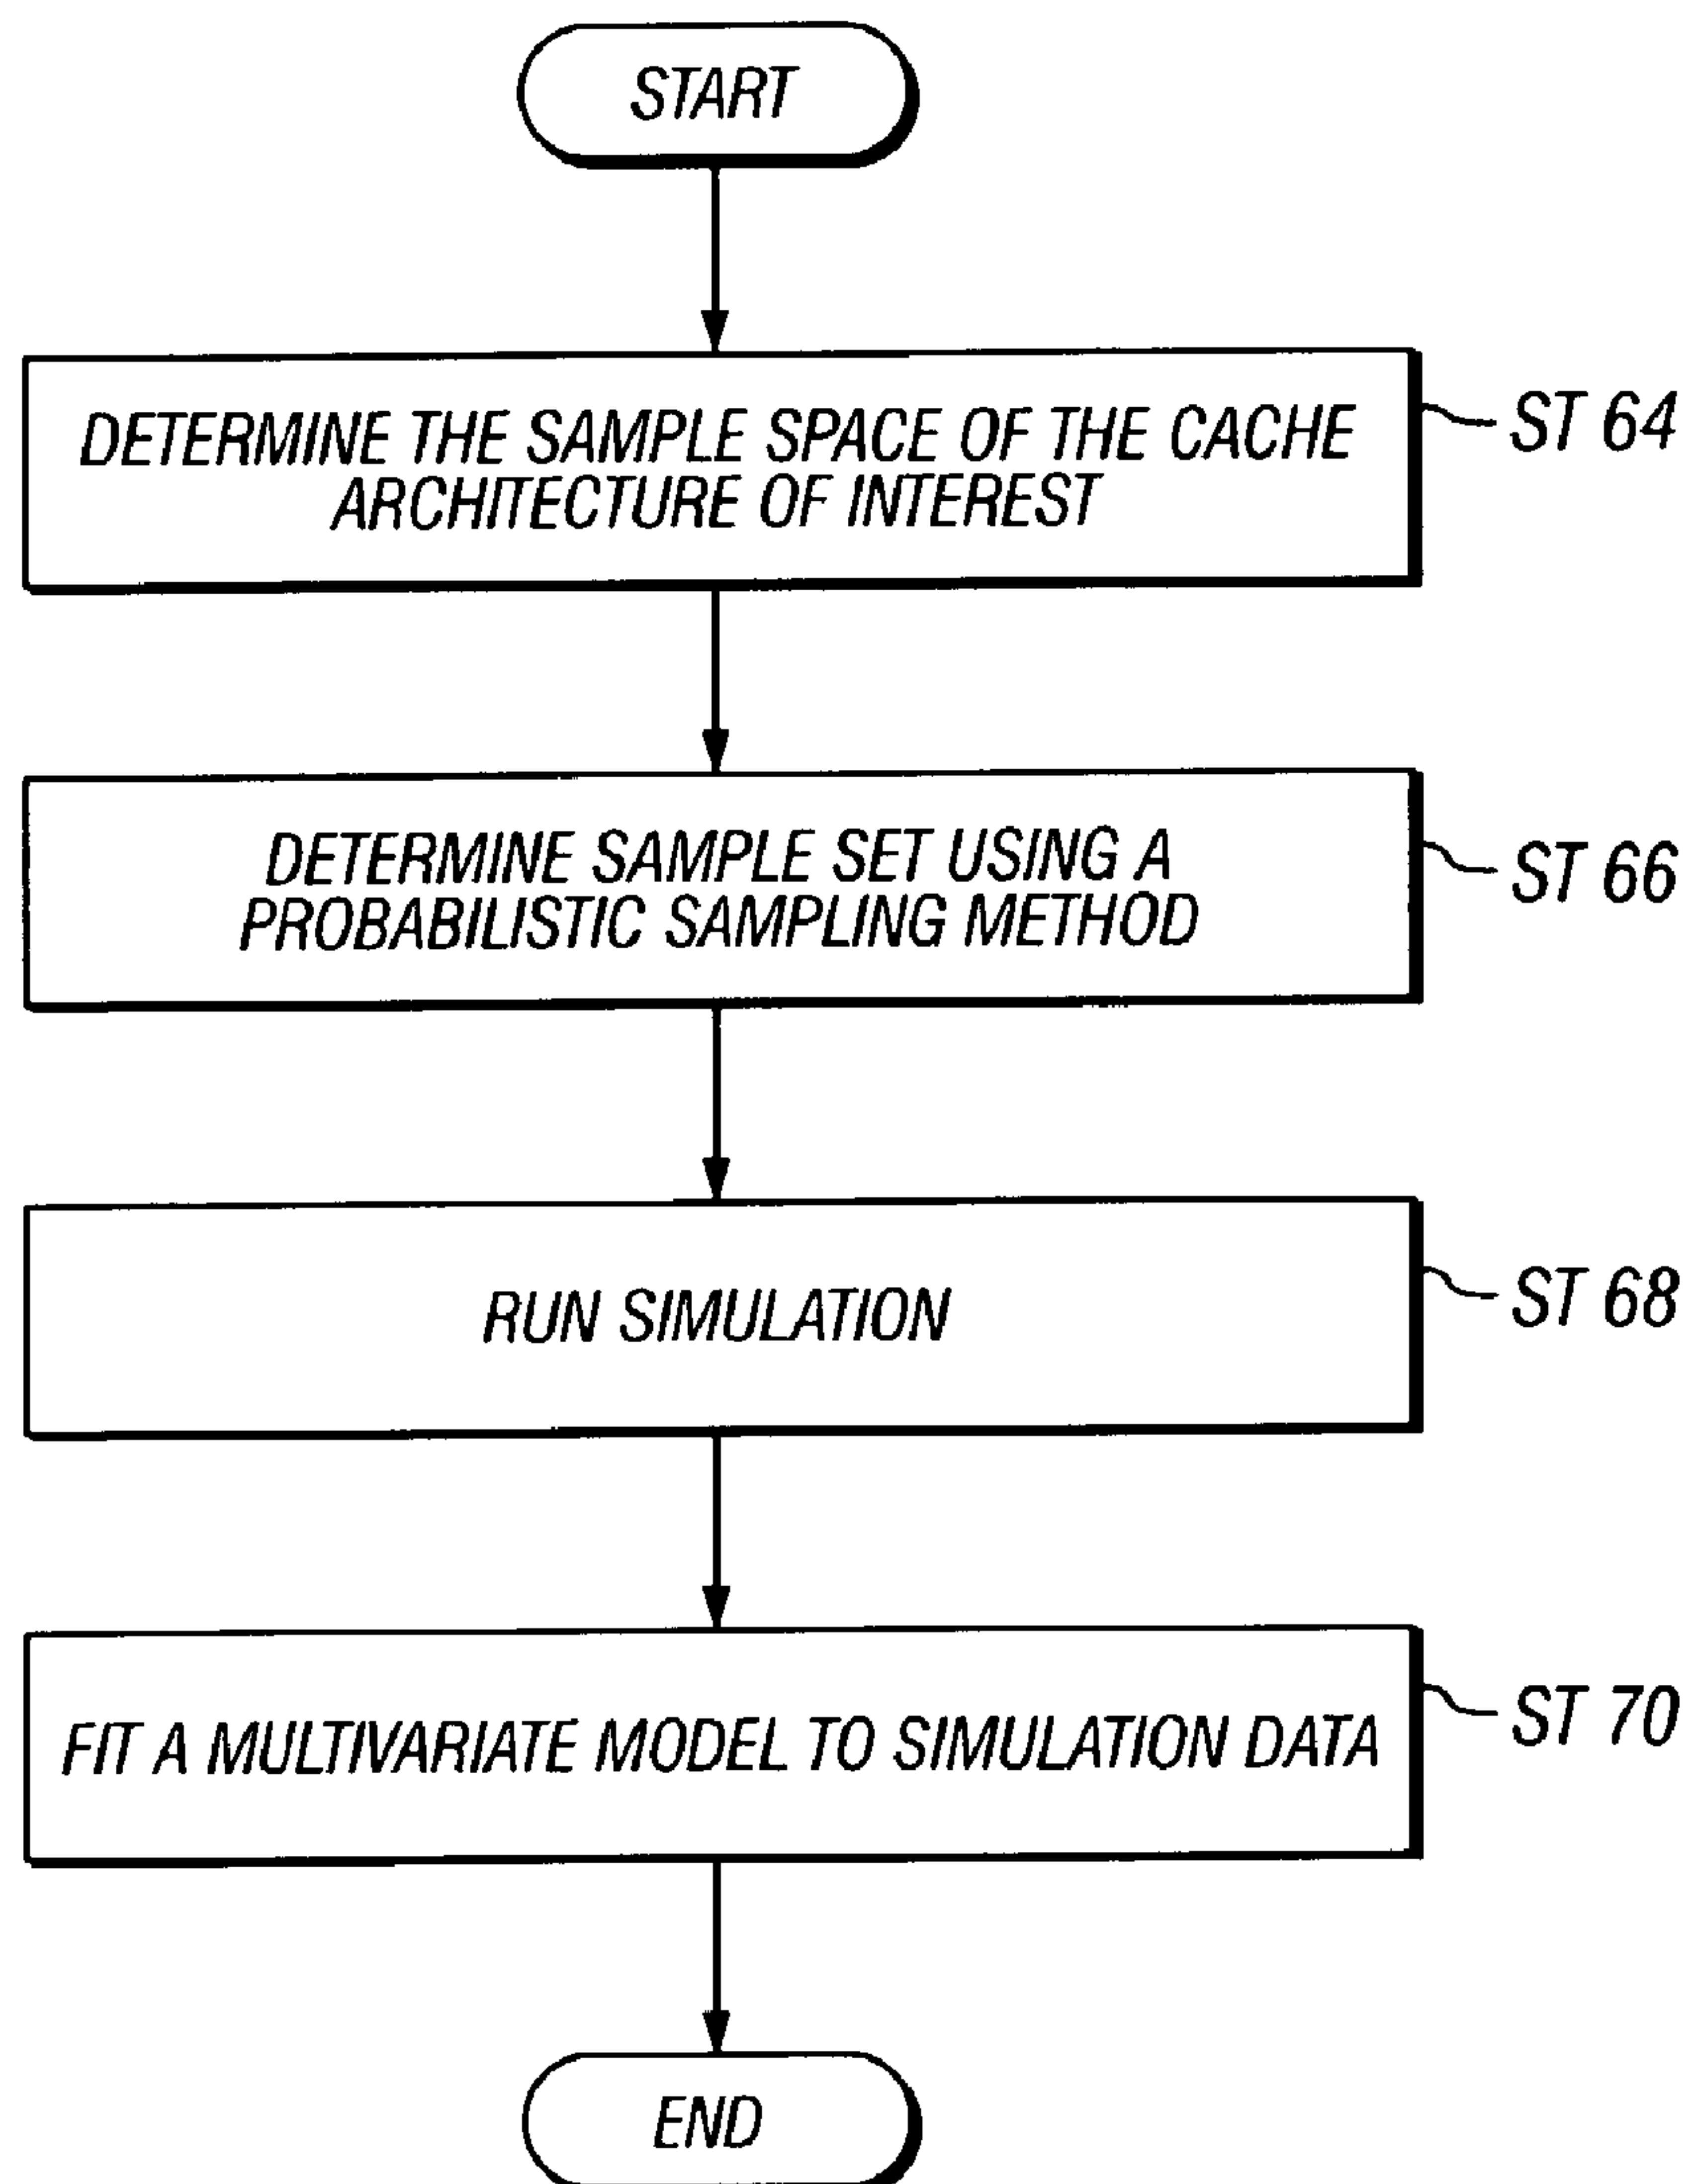 START
DETERMINE THE SAMPLE SPACE OF THE CACHE
ARCHITECTURE OF INTEREST
ST 64
DETERMINE SAMPLE SET USING A
PROBABILISTIC SAMPLING METHOD
ST 66
RUN SIMULATION
ST 68
FIT A MULTIVARIATE MODEL TO SIMULATION DATA
ST 70
END